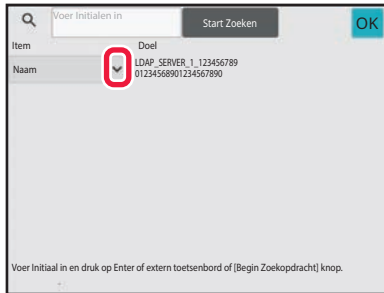 Voer Initialen in
Start Zoeken
OK
Item
Doel
Naam
LDAP_SERVER_1_123456789
01234568901234567890
Voer Initiaal in en druk op Enter of extern toetsenbord of [Begin Zoekopdracht] knop.